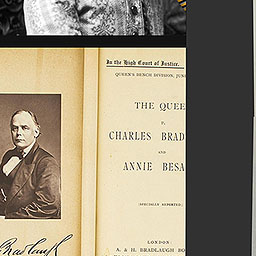 In the High Court of Justice.
QUEEN'S BENCH DIVISION, JUN
THE QUEE
v.
CHARLES BRAD
AND
ANNIE BESA
(SPECIALLY REPORTED.)
LONDON:
A. & H. BRADLAUGH BO
C Bradlaugh